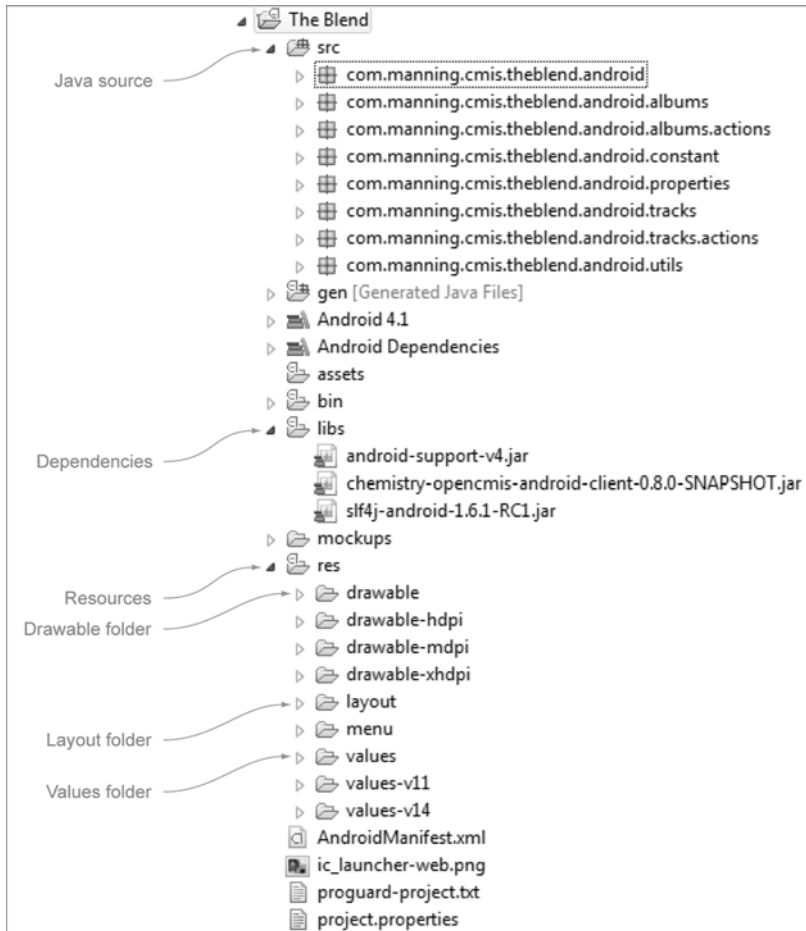 The Blend
src
Java source
com.manning.cmis.theblend.android
com.manning.cmis.theblend.android.albums
com.manning.cmis.theblend.android.albums.actions
com.manning.cmis.theblend.android.constant
com.manning.cmis.theblend.android.properties
com.manning.cmis.theblend.android.tracks
com.manning.cmis.theblend.android.tracks.actions
com.manning.cmis.theblend.android.utils
gen [Generated Java Files]
Android 4.1
Android Dependencies
assets
bin
libs
Dependencies
android-support-v4.jar
chemistry-opencmis-android-client-0.8.0-SNAPSHOT.jar
slf4j-android-1.6.1-RC1.jar
mockups
res
Resources
drawable
Drawable folder
drawable-hdpi
drawable-mdpi
drawable-xhdpi
layout
Layout folder
menu
values
Values folder
values-v11
values-v14
AndroidManifest.xml
ic_launcher-web.png
proguard-project.txt
project.properties